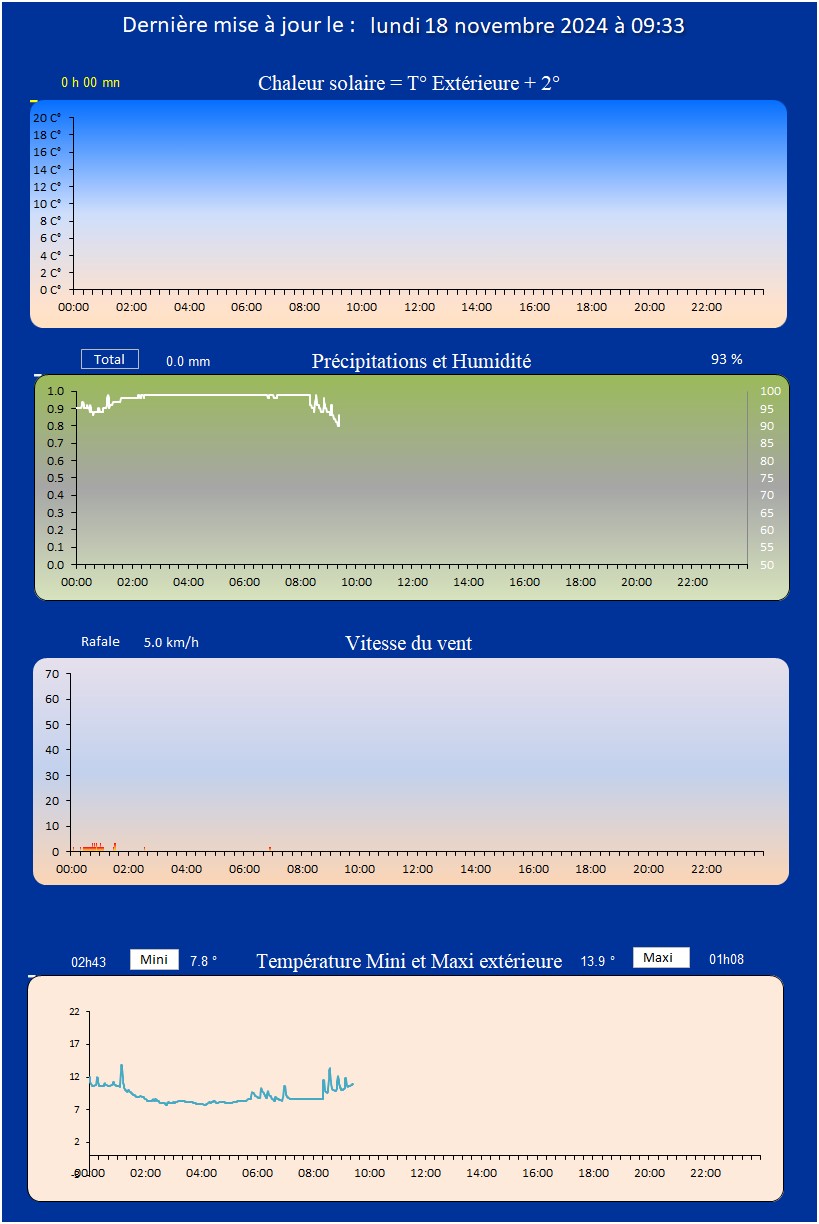 Dernière mise à jour le : lundi 18 novembre 2024 à 09:33
0 h 00 mn Chaleur solaire = T° Extérieure + 2°
20 C°
18 C°
16 C°
14 C°
12 C°
10 C°
8 C°
6 C°
4 C°
2 C°
0 C°
00:00 02:00 04:00 06:00 08:00 10:00 12:00 14:00 16:00 18:00 20:00 22:00
Total 0.0 mm Précipitations et Humidité 93 %
1.0 100
0.9 95
0.8 90
0.7 85
0.6 80
0.5 75
0.4 70
0.3 65
0.2 60
0.1 55
0.0 50
00:00 02:00 04:00 06:00 08:00 10:00 12:00 14:00 16:00 18:00 20:00 22:00
Rafale 5.0 km/h Vitesse du vent
70
60
50
40
30
20
10
0
00:00 02:00 04:00 06:00 08:00 10:00 12:00 14:00 16:00 18:00 20:00 22:00
02h43 Mini 7.8 ° Température Mini et Maxi extérieure 13.9 ° Maxi 01h08
22
17
12
7
2
-3 00:00 02:00 04:00 06:00 08:00 10:00 12:00 14:00 16:00 18:00 20:00 22:00